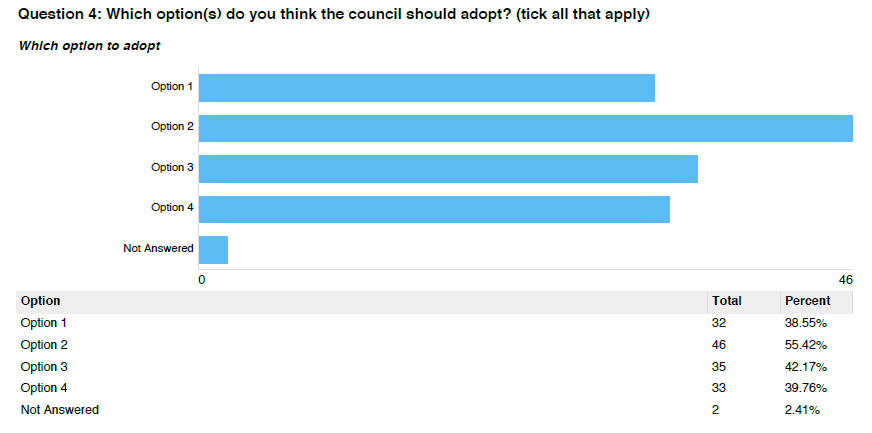 Question 4: Which option(s) do you think the council should adopt? (tick all that apply)
Which option to adopt
Option 1
Option 2
Option 3
Option 4
Not Answered
0 46
Option Total Percent
Option 1 32 38.55%
Option 2 46 55.42%
Option 3 35 42.17%
Option 4 33 39.76%
Not Answered 2 2.41%